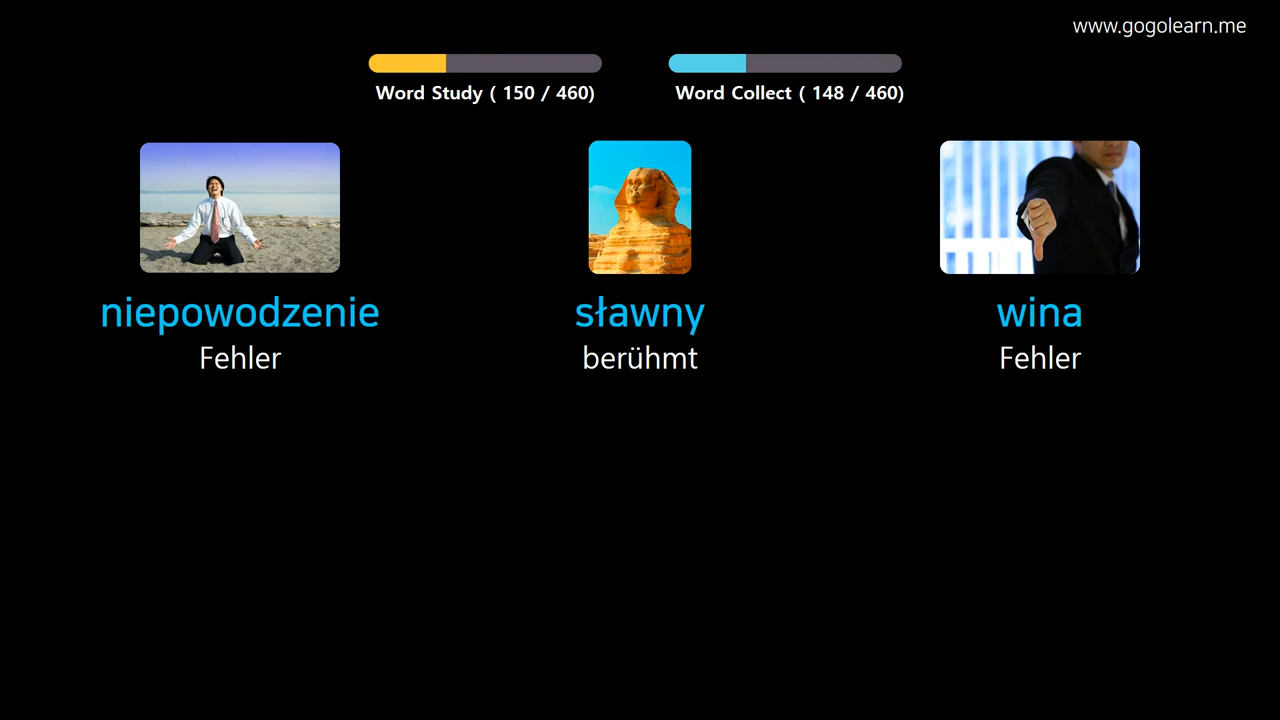 www.gogolearn.me
Word Study ( 150 / 460)
Word Collect ( 148 / 460)
niepowodzenie
Fehler
sławny
berühmt
wina
Fehler